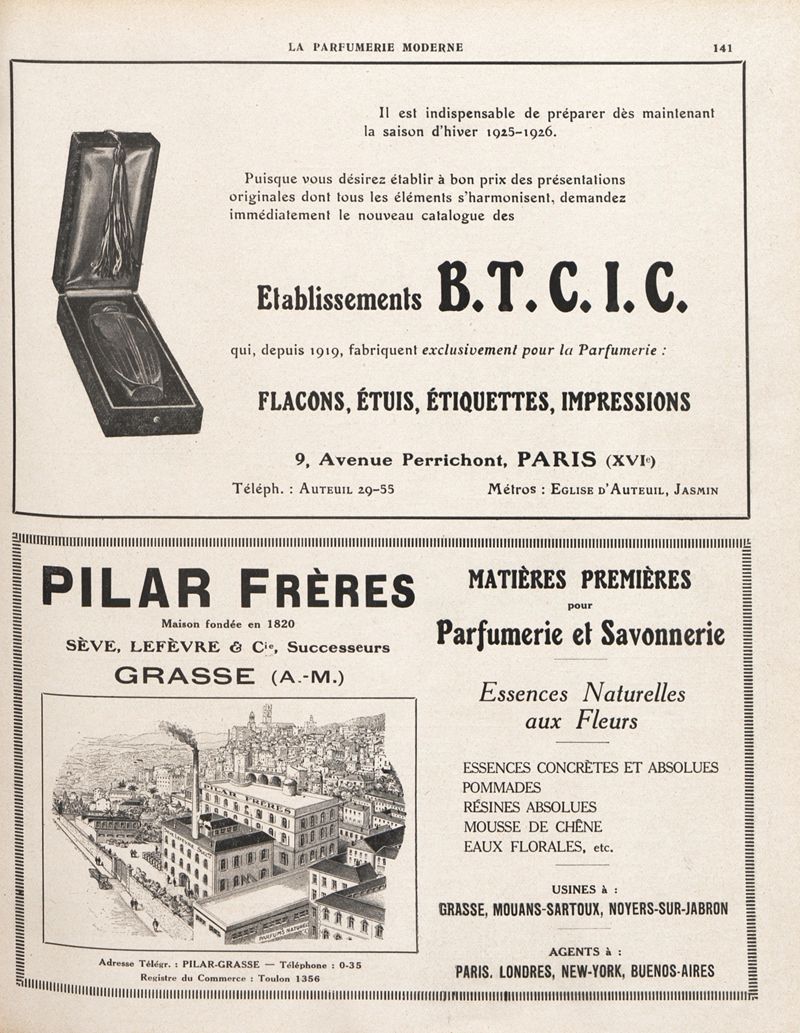 LA PARFUMERIE MODERNE
141
Il est indispensable de préparer dès maintenant
la saison d'hiver 1925-1926.
Puisque vous désirez établir à bon prix des présentations
originales dont tous les éléments s'harmonisent, demandez
immédiatement le nouveau catalogue des
Etablissements B.T.C.I.C.
qui, depuis 1919, fabriquent exclusivement pour la Parfumerie :
FLACONS, ÉTUIS, ÉTIQUETTES, IMPRESSIONS
9, Avenue Perrichont, PARIS (XVIe)
Téléph. : AUTEUIL 29-55 Métros : EGLISE D'AUTEUIL, JASMIN
PILAR FRÈRES
Maison fondée en 1820
SÈVE, LEFÈVRE & Cie, Successeurs
GRASSE (A.-M.)
PILAR FRÈRES
PARFUMS NATURELS
Adresse Télégr. : PILAR-GRASSE — Téléphone : 0-35
Registre du Commerce : Toulon 1356
MATIÈRES PREMIÈRES
pour
Parfumerie et Savonnerie
Essences Naturelles
aux Fleurs
ESSENCES CONCRÈTES ET ABSOLUES
POMMADES
RÉSINES ABSOLUES
MOUSSE DE CHÊNE
EAUX FLORALES, etc.
USINES à :
GRASSE, MOUANS-SARTOUX, NOYERS-SUR-JABRON
AGENTS à :
PARIS, LONDRES, NEW-YORK, BUENOS-AIRES